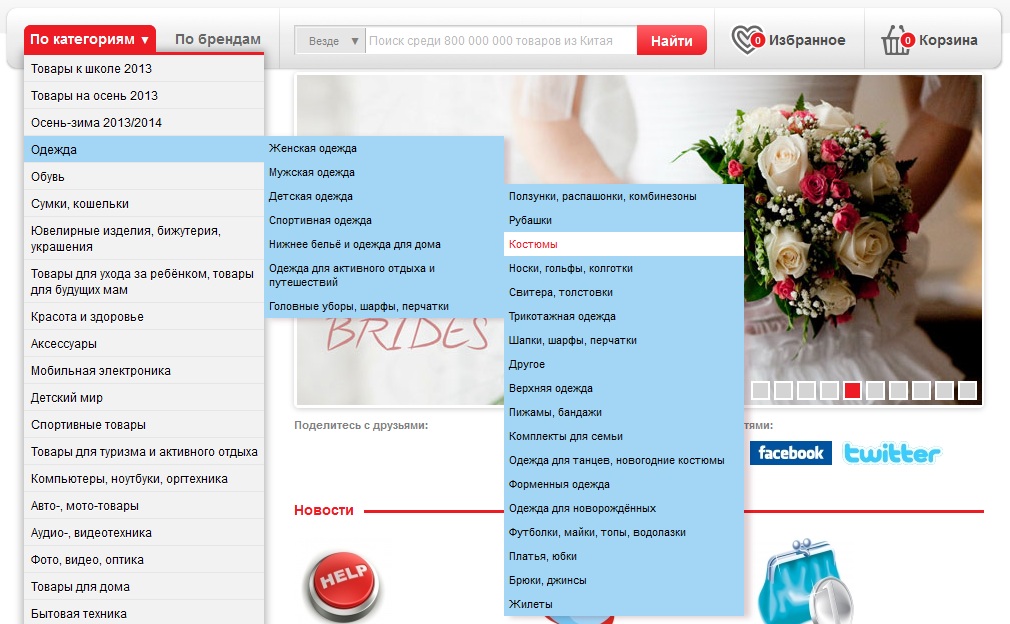 По категориям ▼
По брендам
Везде ▼
Поиск среди 800 000 000 товаров из Китая
Найти
0
Избранное
0
Корзина
Товары к школе 2013
Товары на осень 2013
Осень-зима 2013/2014
Одежда
Обувь
Сумки, кошельки
Ювелирные изделия, бижутерия,
украшения
Товары для ухода за ребёнком, товары
для будущих мам
Красота и здоровье
Аксессуары
Мобильная электроника
Детский мир
Спортивные товары
Товары для туризма и активного отдыха
Компьютеры, ноутбуки, оргтехника
Авто-, мото-товары
Аудио-, видеотехника
Фото, видео, оптика
Товары для дома
Бытовая техника
Женская одежда
Мужская одежда
Детская одежда
Спортивная одежда
Нижнее бельё и одежда для дома
Одежда для активного отдыха и
путешествий
Головные уборы, шарфы, перчатки
Ползунки, распашонки, комбинезоны
Рубашки
Костюмы
Носки, гольфы, колготки
Свитера, толстовки
Трикотажная одежда
Шапки, шарфы, перчатки
Другое
Верхняя одежда
Пижамы, бандажи
Комплекты для семьи
Одежда для танцев, новогодние костюмы
Форменная одежда
Одежда для новорождённых
Футболки, майки, топы, водолазки
Платья, юбки
Брюки, джинсы
Жилеты
BRIDES
Поделитесь с друзьями:
тями:
facebook
twitter
Новости
HELP